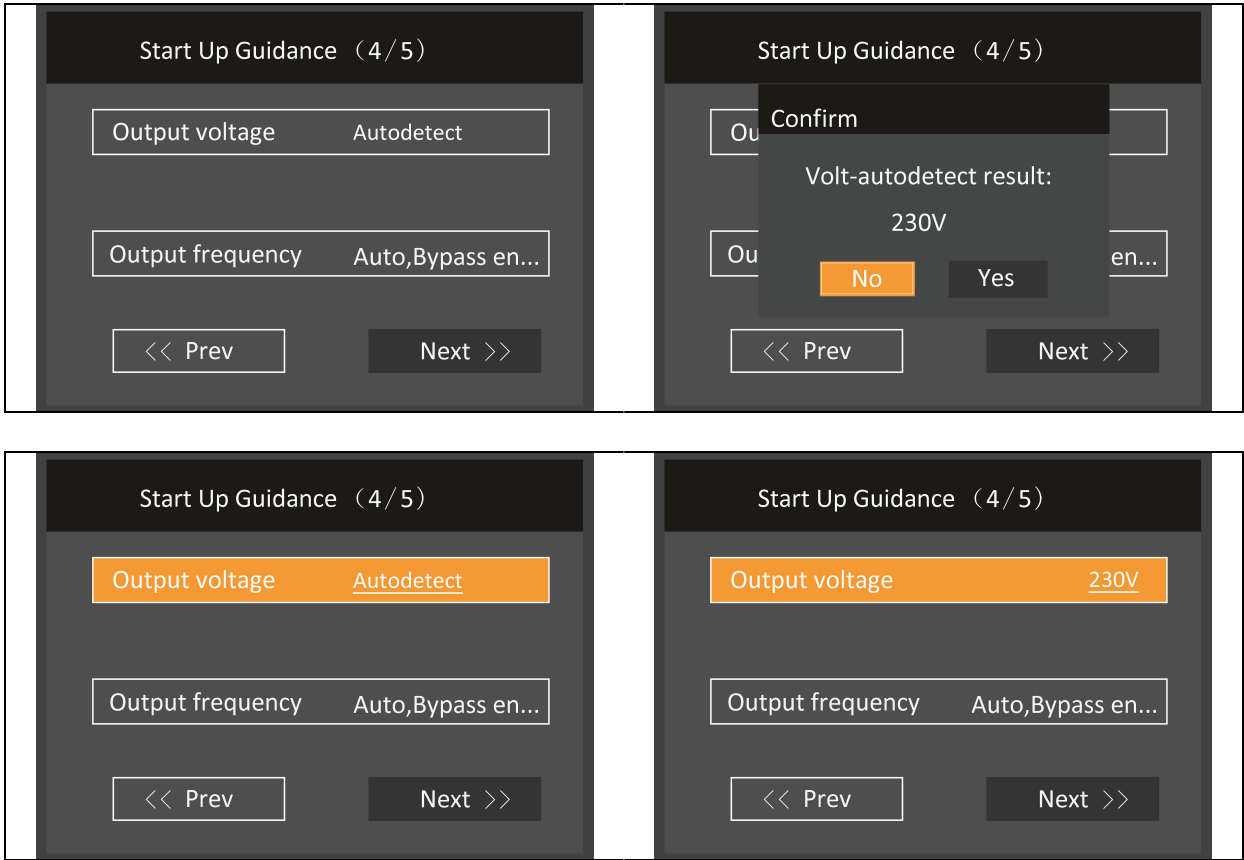 Start Up Guidance （4/5）
Output voltage Autodetect
Output frequency Auto,Bypass en...
<< Prev Next >>
Start Up Guidance （4/5）
Confirm
Ou
Volt-autodetect result:
230V
Ou en...
No Yes
<< Prev Next >>
Start Up Guidance （4/5）
Output voltage Autodetect
Output frequency Auto,Bypass en...
<< Prev Next >>
Start Up Guidance （4/5）
Output voltage 230V
Output frequency Auto,Bypass en...
<< Prev Next >>